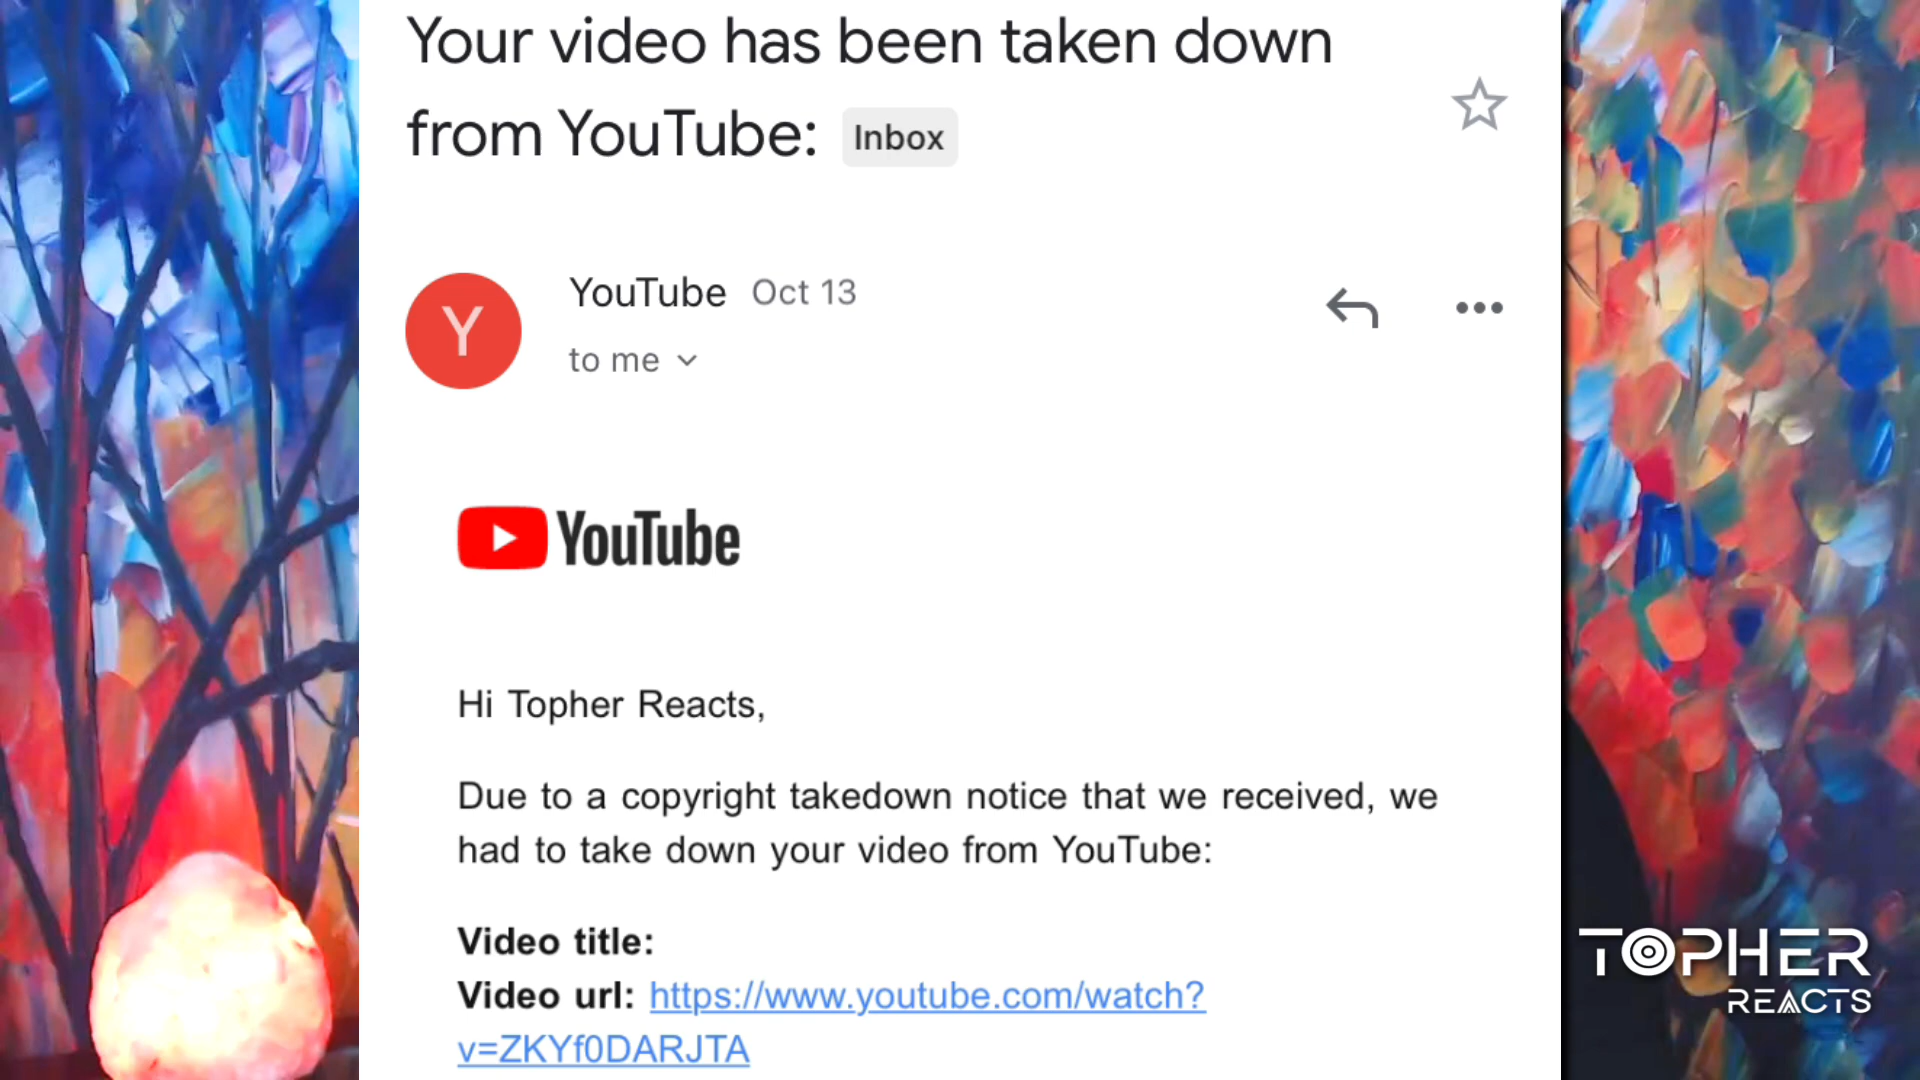 Your video has been taken down
from YouTube: Inbox
Y
YouTube Oct 13
to me
YouTube
Hi Topher Reacts,
Due to a copyright takedown notice that we received, we
had to take down your video from YouTube:
Video title:
Video url: https://www.youtube.com/watch?
v=ZKYf0DARJTA
TOPHER
REACTS